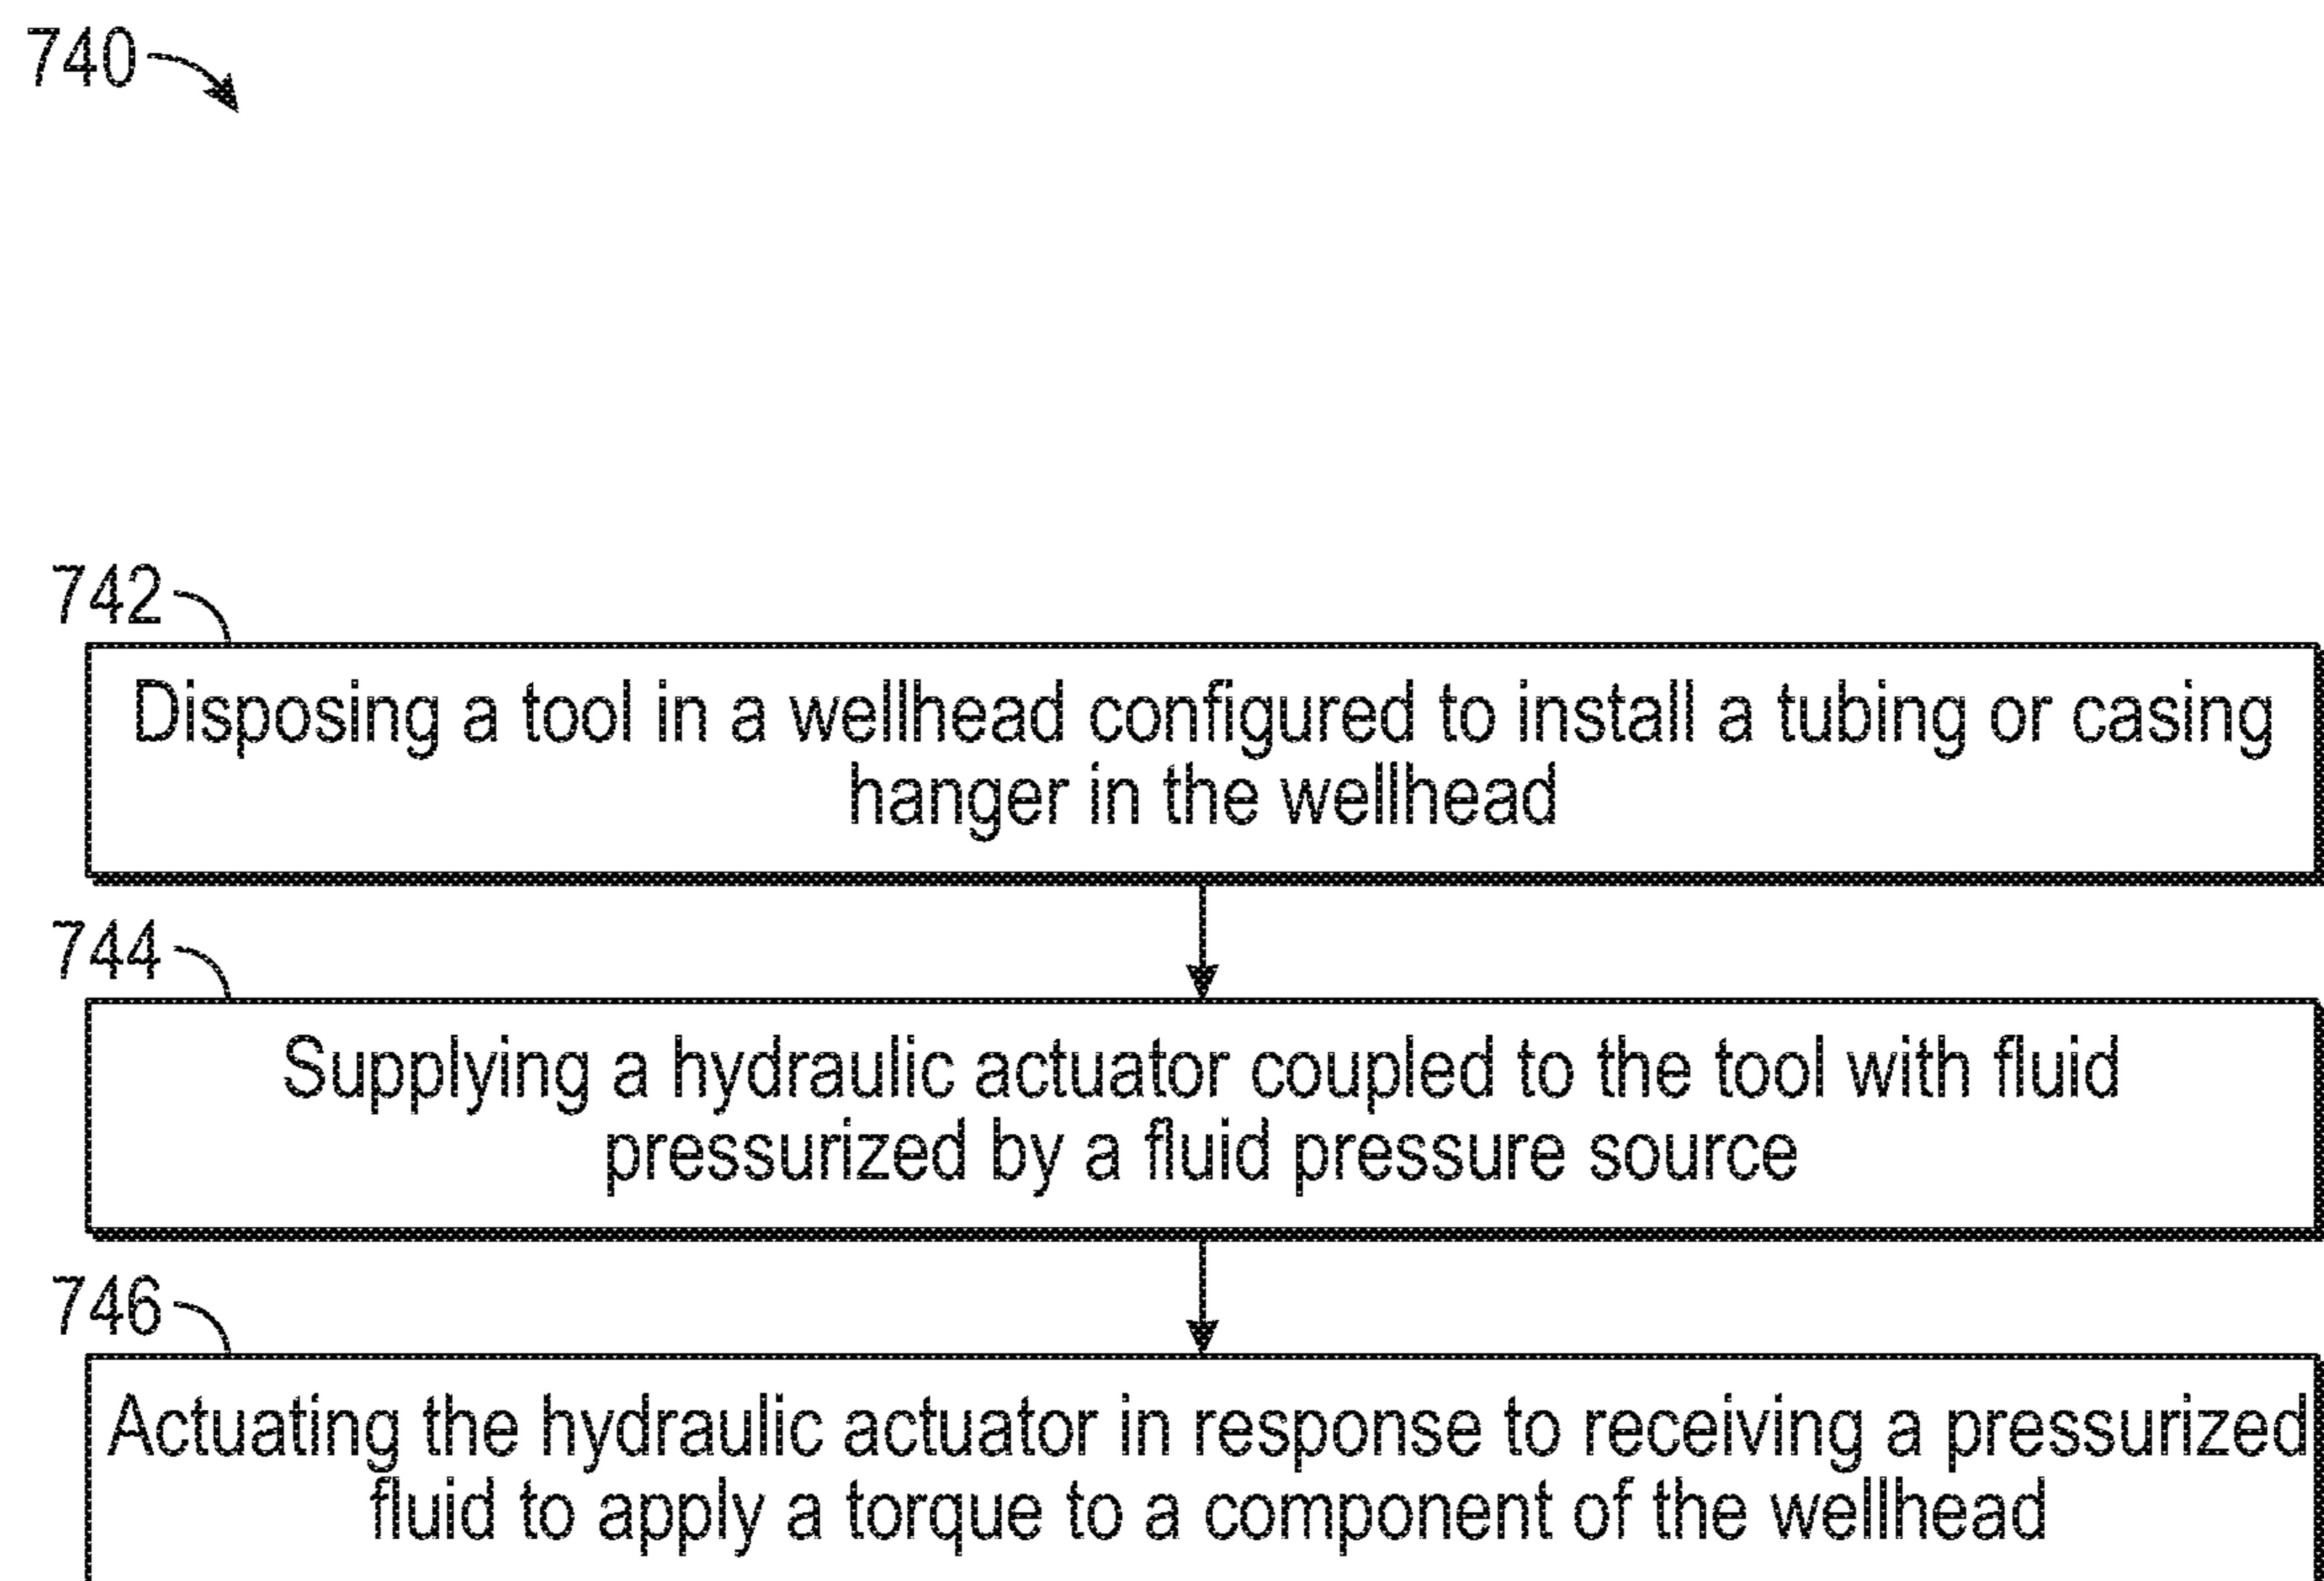 740
742
Disposing a tool in a wellhead configured to install a tubing or casing
hanger in the wellhead
744
Supplying a hydraulic actuator coupled to the tool with fluid
pressurized by a fluid pressure source
746
Actuating the hydraulic actuator in response to receiving a pressurized
fluid to apply a torque to a component of the wellhead